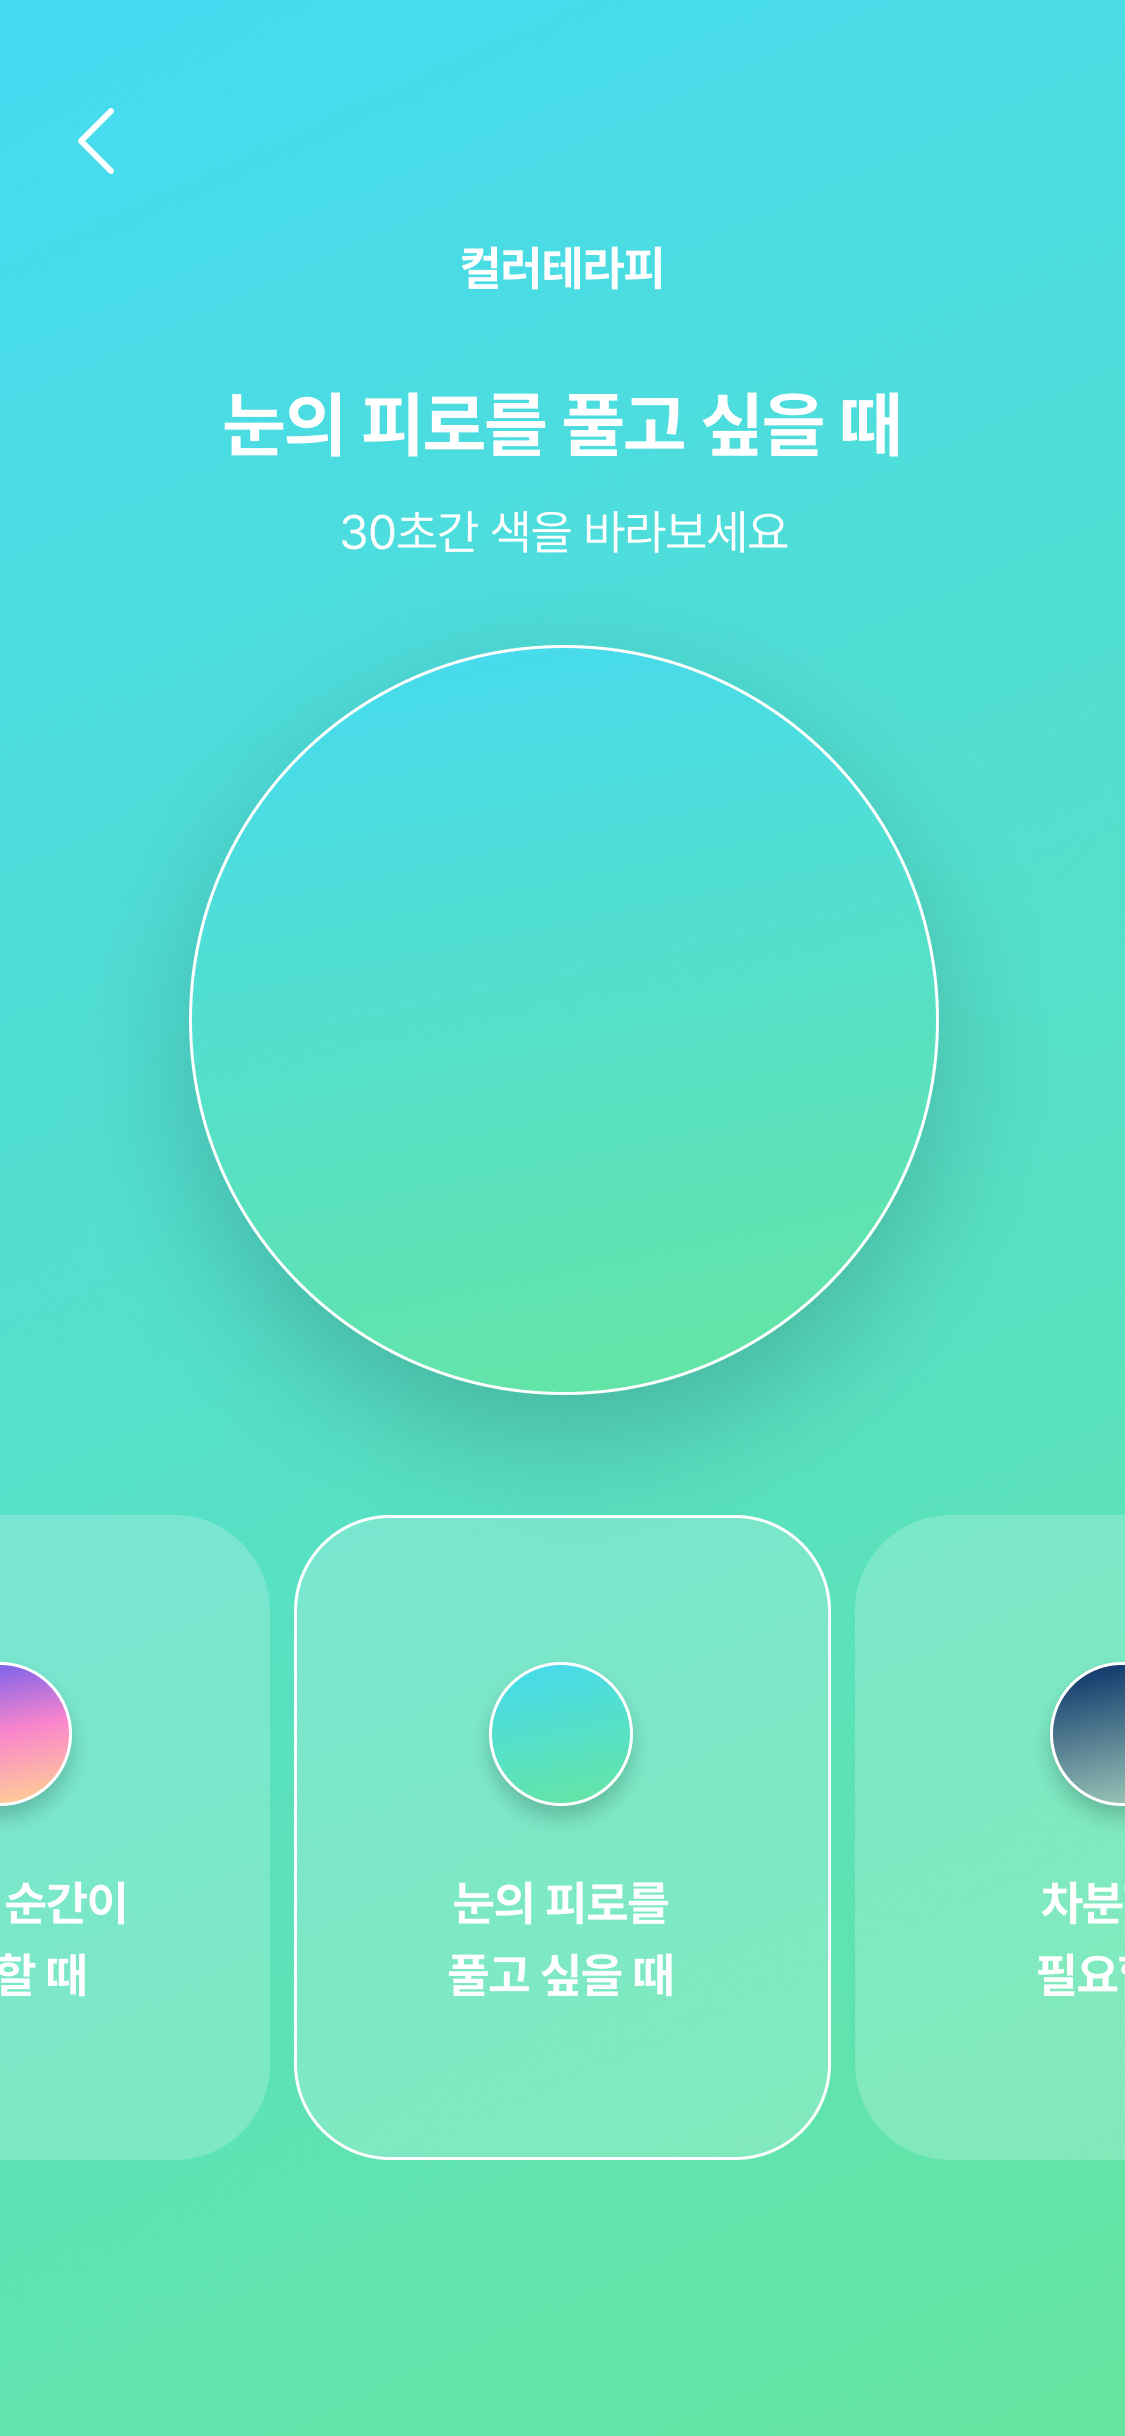 컬러테라피
눈의 피로를 풀고 싶을 때
30초간 색을 바라보세요
순간이
할 때
눈의 피로를
풀고 싶을 때
차분
필요